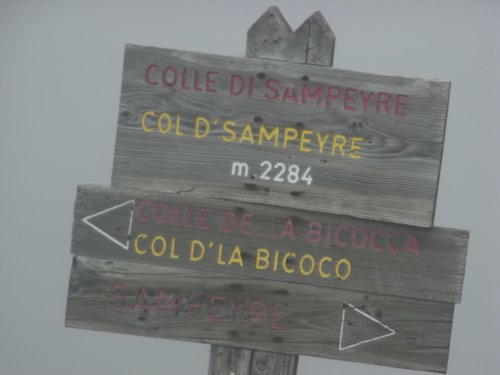 COLLE DI SAMPEYRE
COL D'SAMPEYRE
m.2284
COLLE DELLA BICOCCA
COL D'LA BICOCO
SAMPEYRE